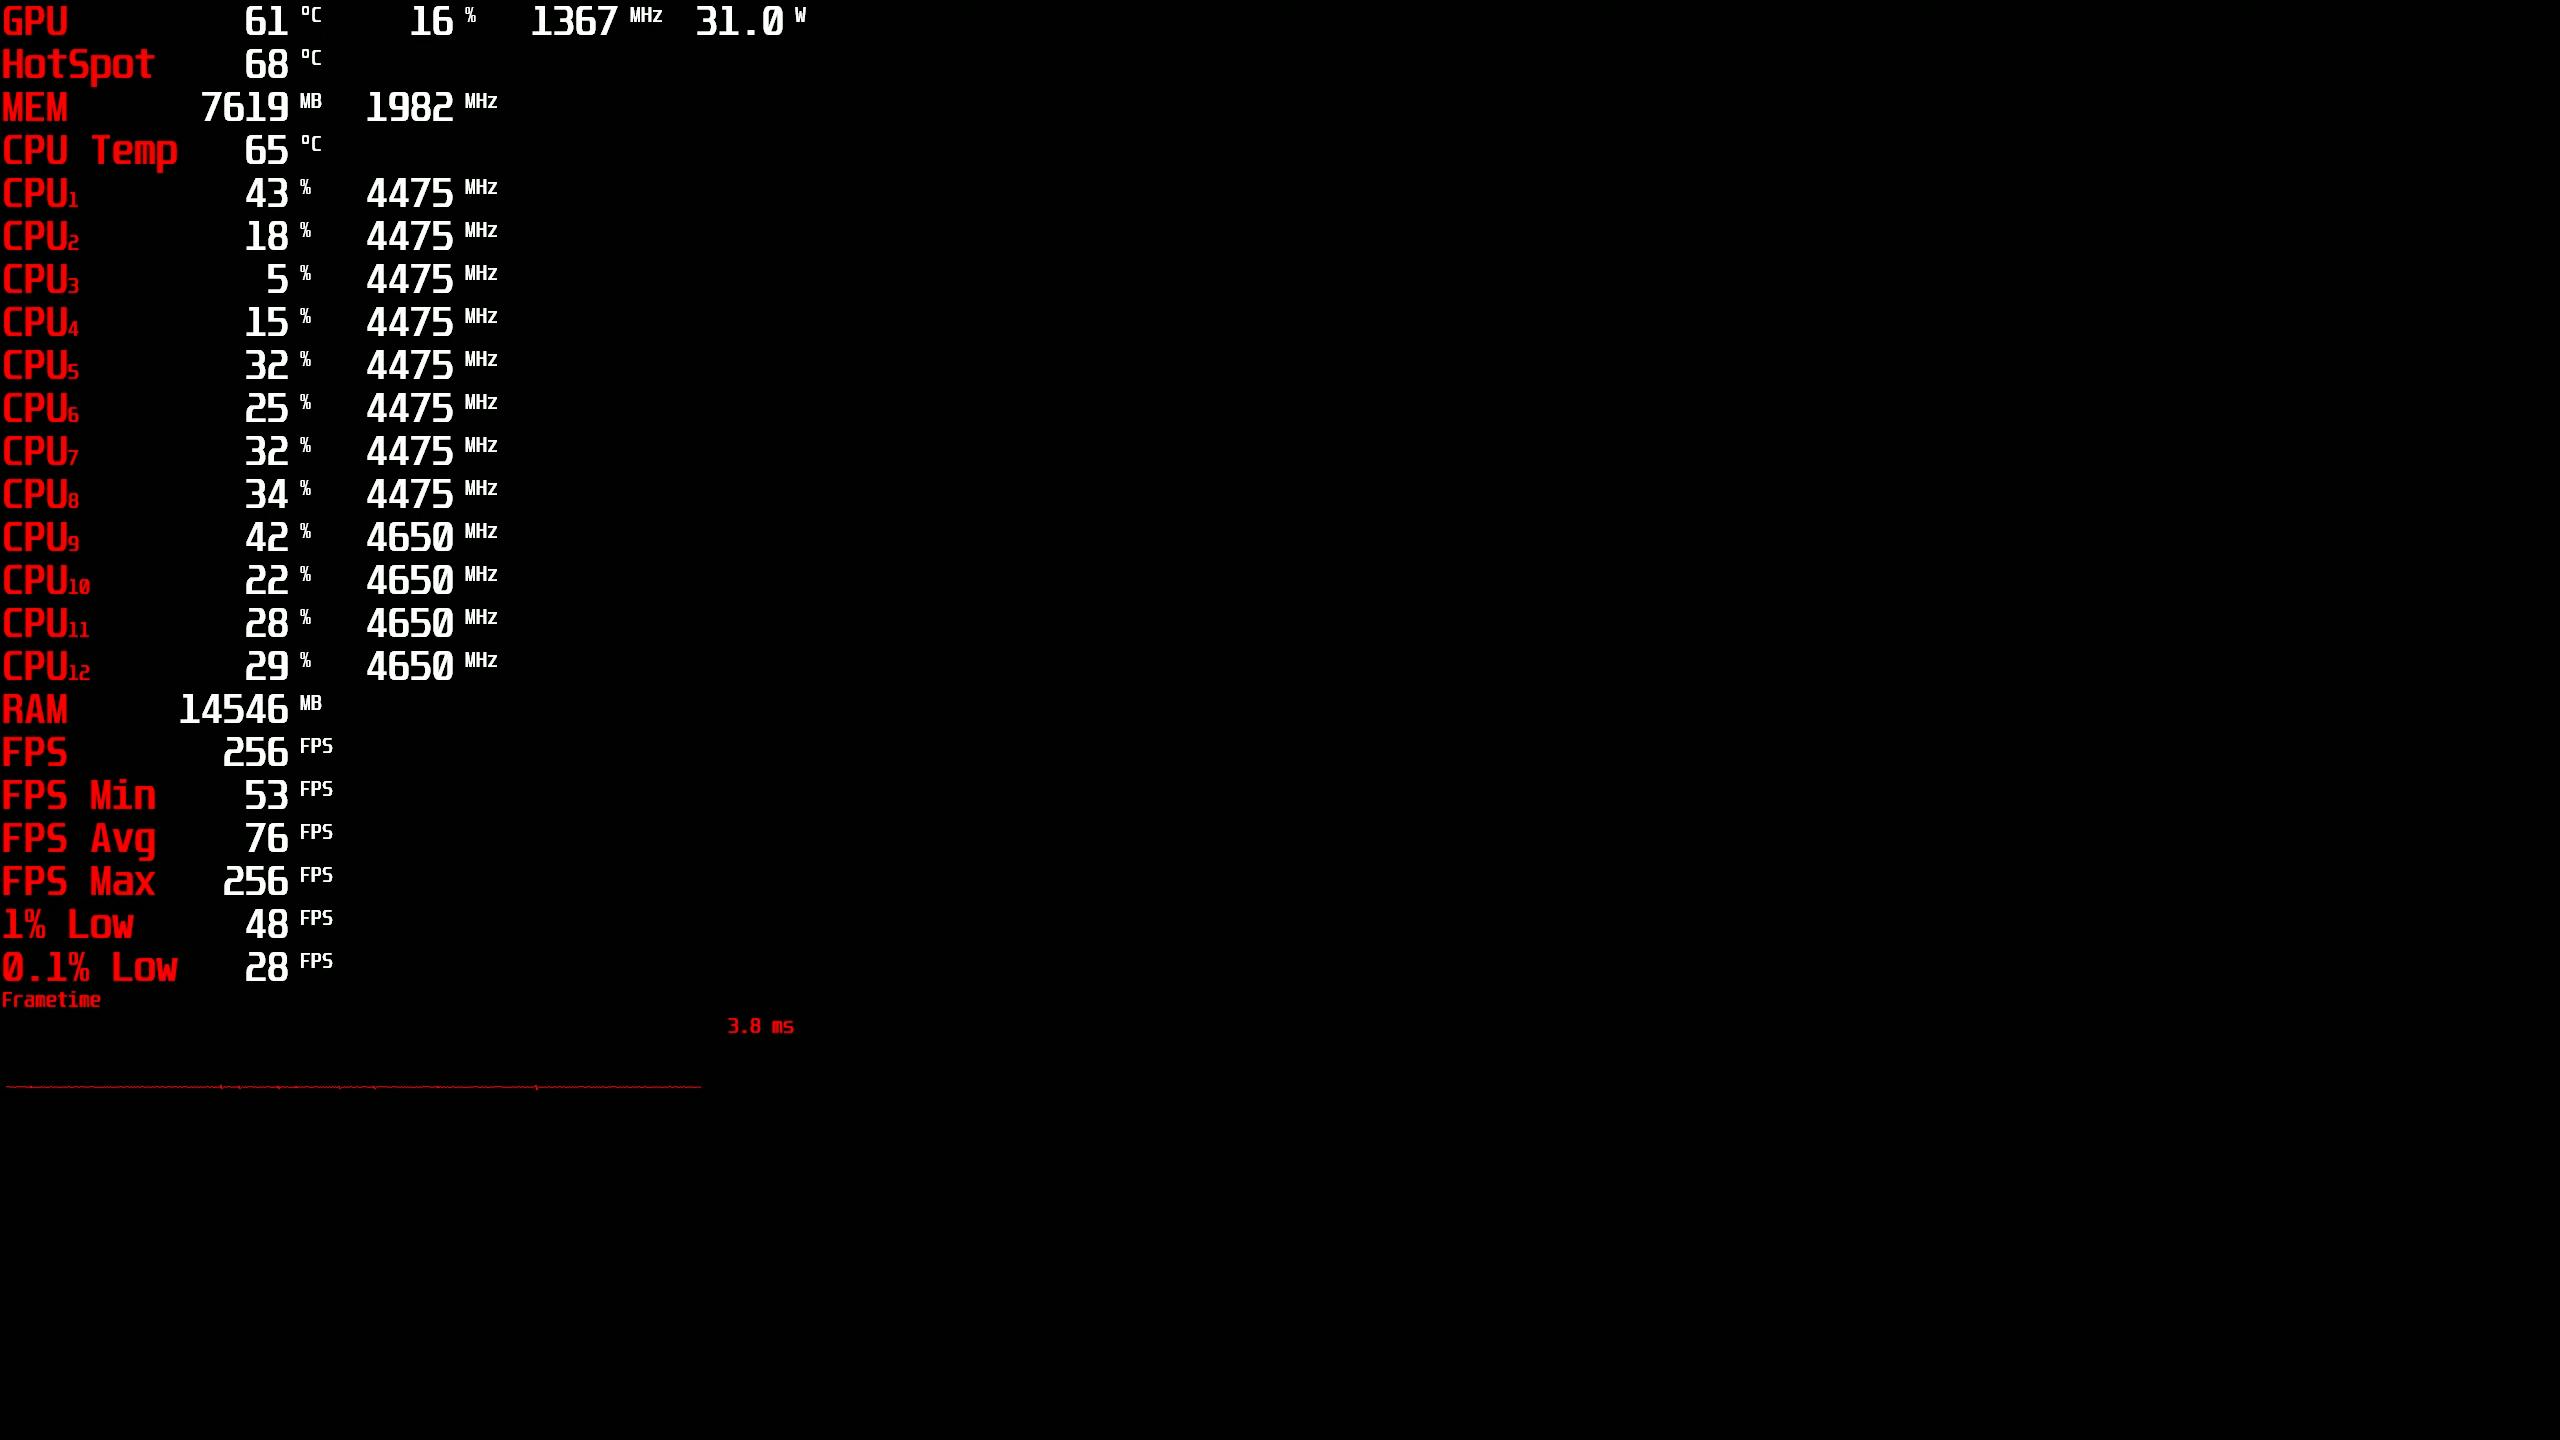 GPU 61 °C 16 % 1367 MHz 31.0 W
HotSpot 68 °C
MEM 7619 MB 1982 MHz
CPU Temp 65 °C
CPU1 43 % 4475 MHz
CPU2 18 % 4475 MHz
CPU3 5 % 4475 MHz
CPU4 15 % 4475 MHz
CPU5 32 % 4475 MHz
CPU6 25 % 4475 MHz
CPU7 32 % 4475 MHz
CPU8 34 % 4475 MHz
CPU9 42 % 4650 MHz
CPU10 22 % 4650 MHz
CPU11 28 % 4650 MHz
CPU12 29 % 4650 MHz
RAM 14546 MB
FPS 256 FPS
FPS Min 53 FPS
FPS Avg 76 FPS
FPS Max 256 FPS
1% Low 48 FPS
0.1% Low 28 FPS
Frametime
3.8 ms